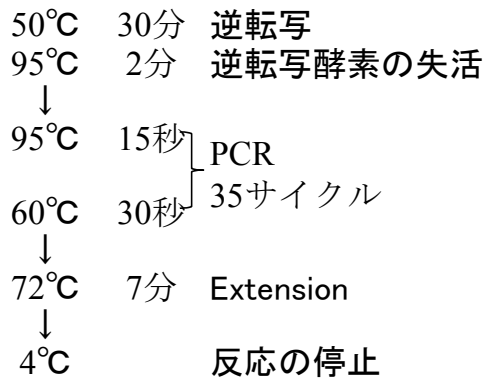 50℃ 30分 逆転写
95℃ 2分 逆転写酵素の失活
↓
95℃ 15秒
PCR
35サイクル
60℃ 30秒
↓
72℃ 7分 Extension
↓
4℃ 反応の停止